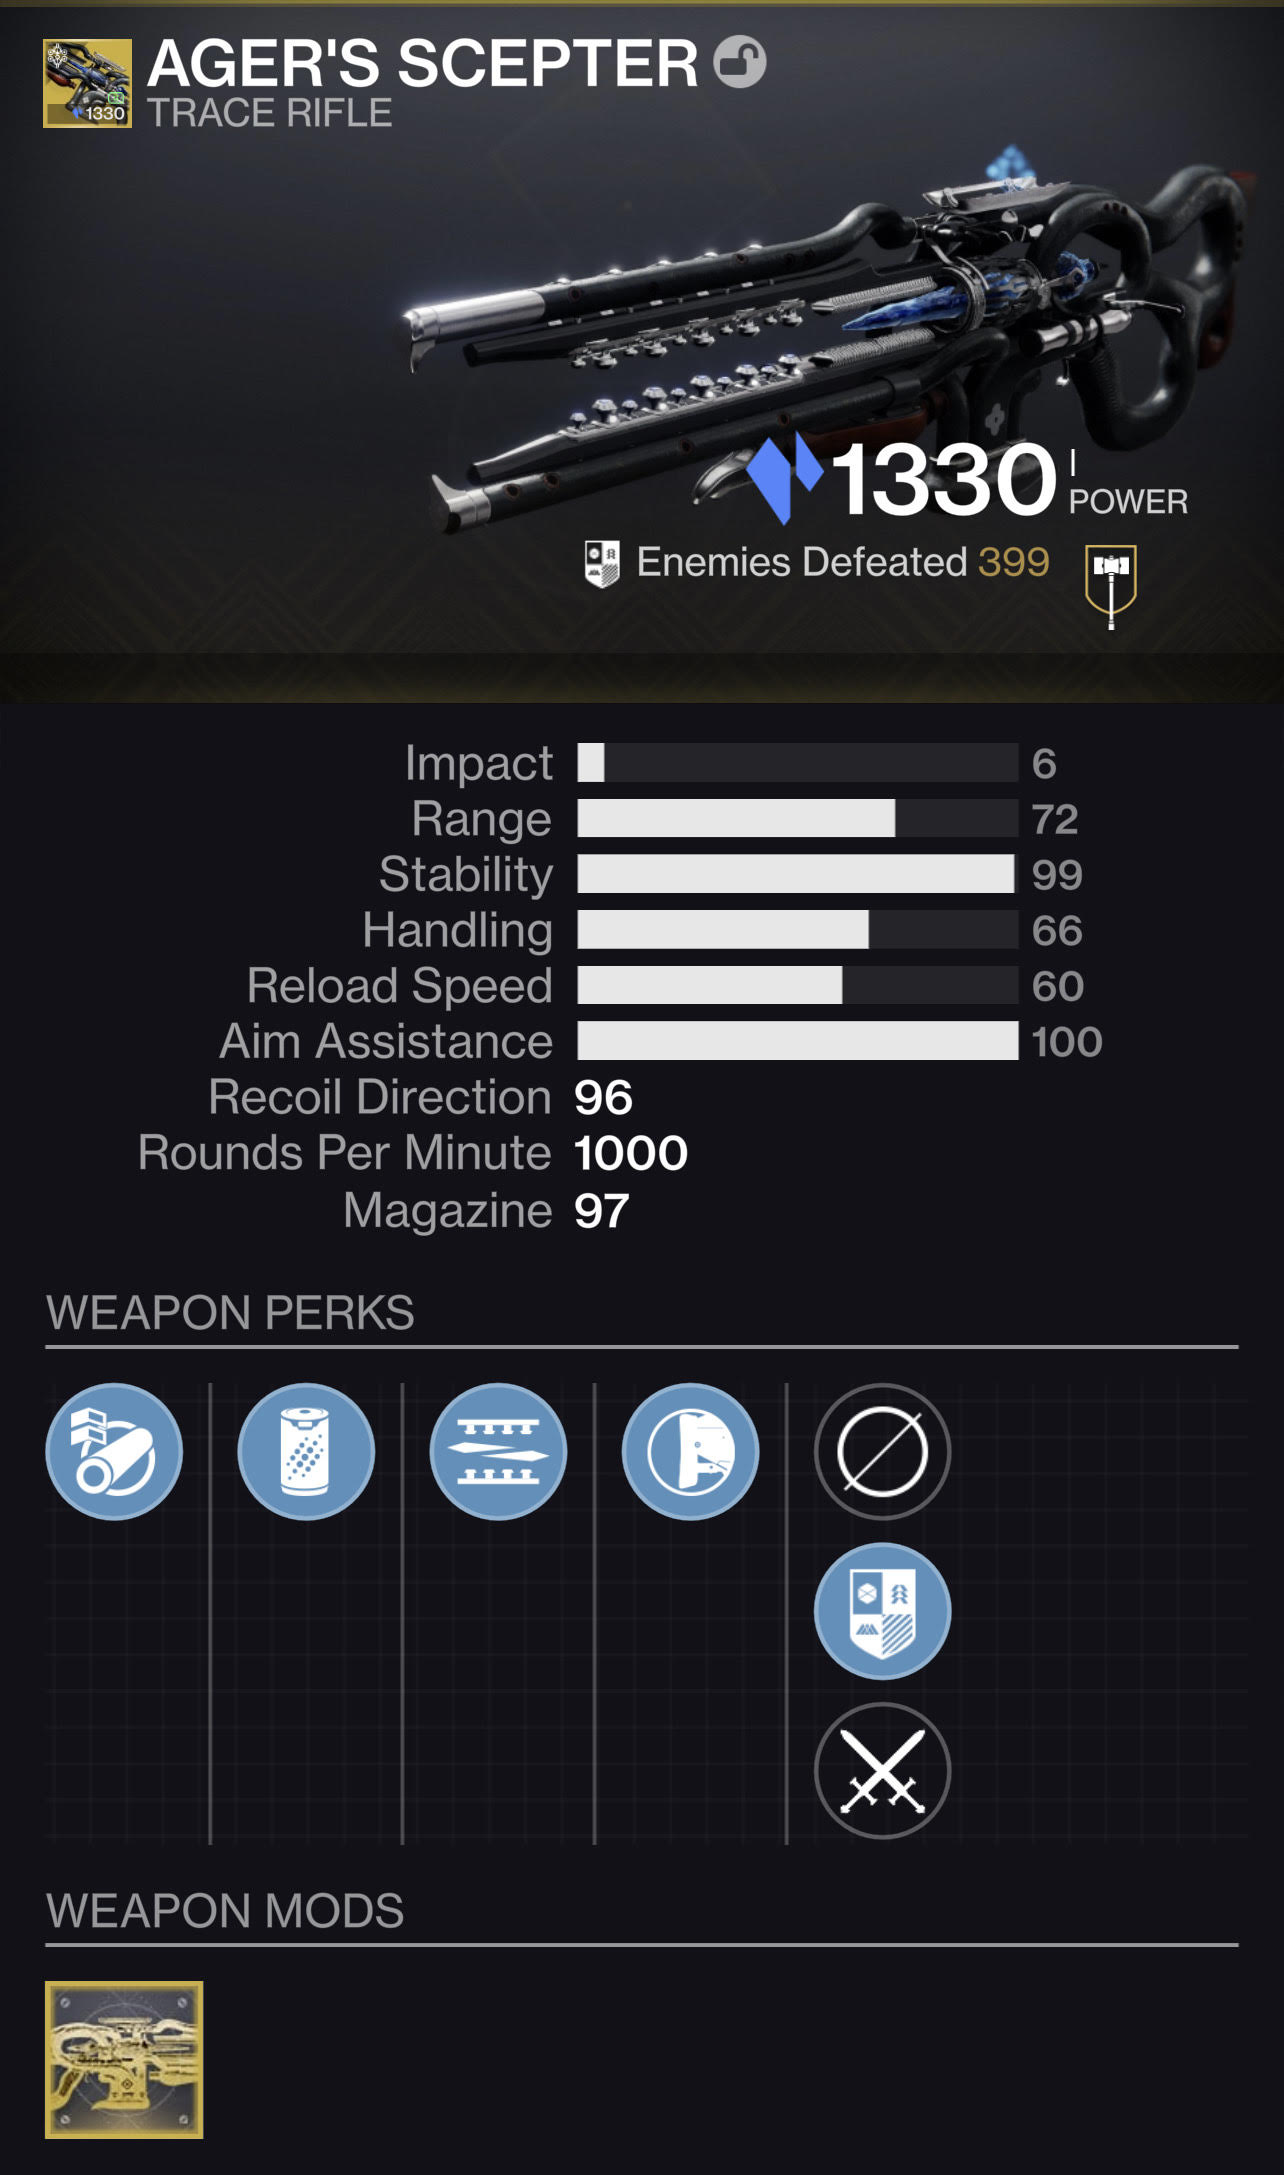 AGER'S SCEPTER
TRACE RIFLE
1330
1330 | POWER
Enemies Defeated 399
Impact 6
Range 72
Stability 99
Handling 66
Reload Speed 60
Aim Assistance 100
Recoil Direction 96
Rounds Per Minute 1000
Magazine 97
WEAPON PERKS
WEAPON MODS